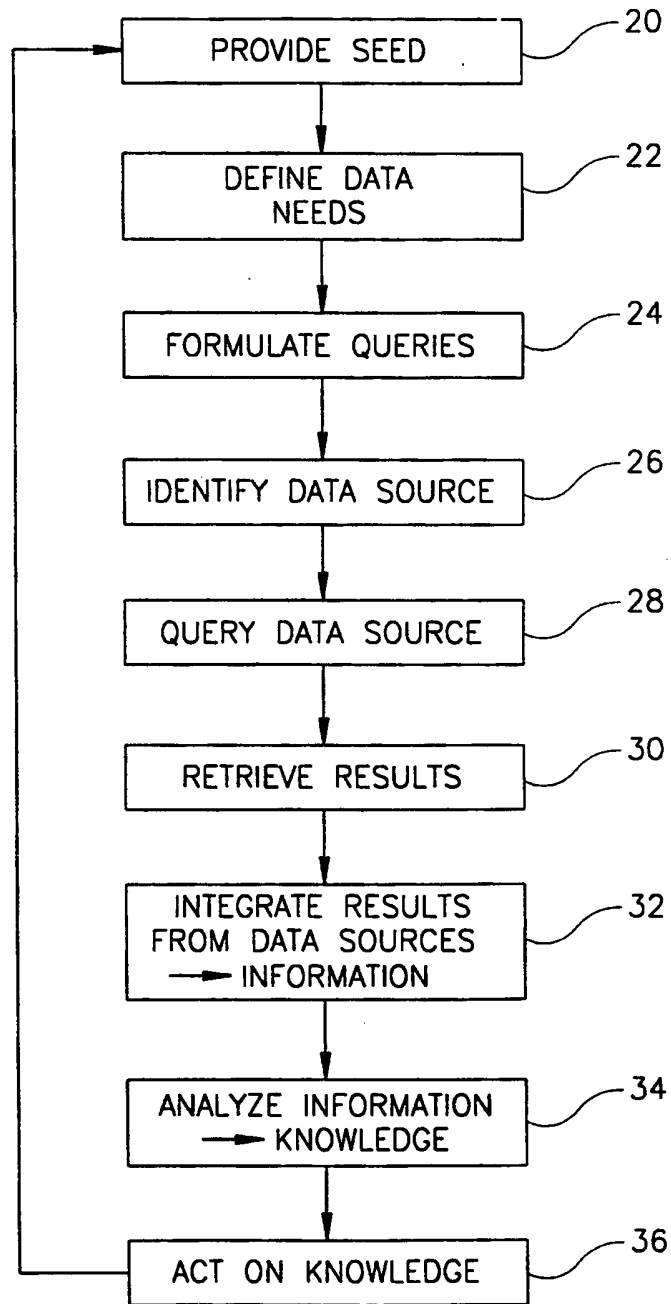 PROVIDE SEED
20
DEFINE DATA
NEEDS
22
FORMULATE QUERIES
24
IDENTIFY DATA SOURCE
26
QUERY DATA SOURCE
28
RETRIEVE RESULTS
30
INTEGRATE RESULTS
FROM DATA SOURCES
→ INFORMATION
32
ANALYZE INFORMATION
→ KNOWLEDGE
34
ACT ON KNOWLEDGE
36